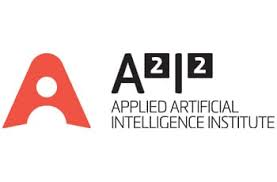 A²I²
APPLIED ARTIFICIAL
INTELLIGENCE INSTITUTE